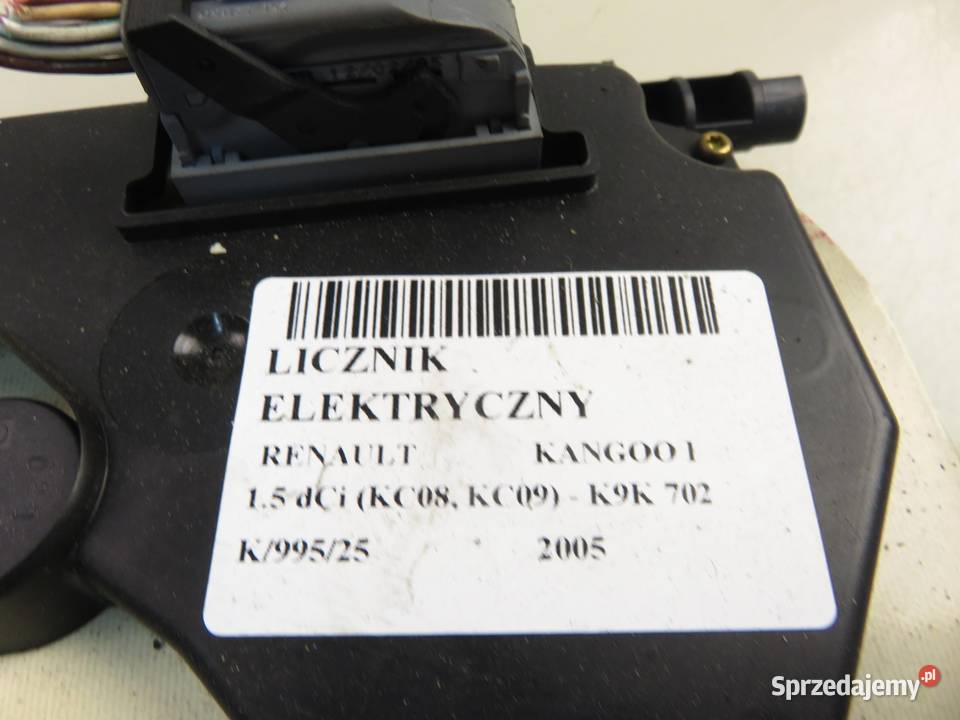 LICZNIK
ELEKTRYCZNY
RENAULT KANGOO I
1.5 dCi (KC08, KC09) - K9K 702
K/995/25 2005
Sprzedajemy.pl